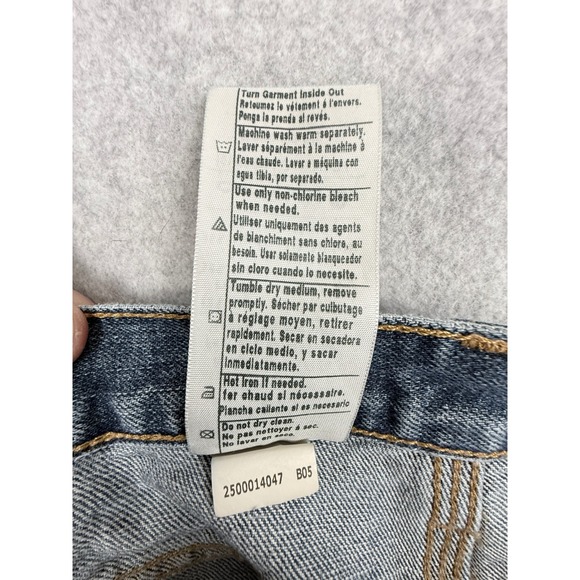 Turn Garment Inside Out
Retournez le vêtement à l'envers.
Ponga la prenda al revés.
Machine wash warm separately.
Laver séparément à la machine à
l'eau chaude. Lavar a máquina con
agua tibia, por separado.
Use only non-chlorine bleach
when needed.
Utiliser uniquement des agents
de blanchiment sans chlore, au
besoin. Usar solamente blanqueador
sin cloro cuando lo necesite.
Tumble dry medium, remove
promptly. Sécher par culbutage
à réglage moyen, retirer
rapidement. Secar en secadora
en ciclo medio, y sacar
inmediatamente.
Hot iron if needed.
fer chaud si nécessaire.
Plancha caliente si es necesario
Do not dry clean.
Ne pas nettoyer à sec.
No lavar en seco.
2500014047 B05